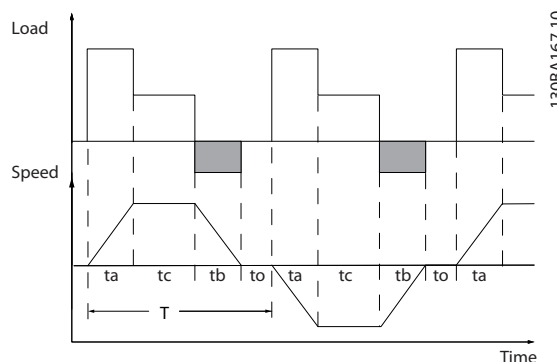 Load
Speed
ta tc tb to ta tc tb to ta
T
Time
130BA167.10